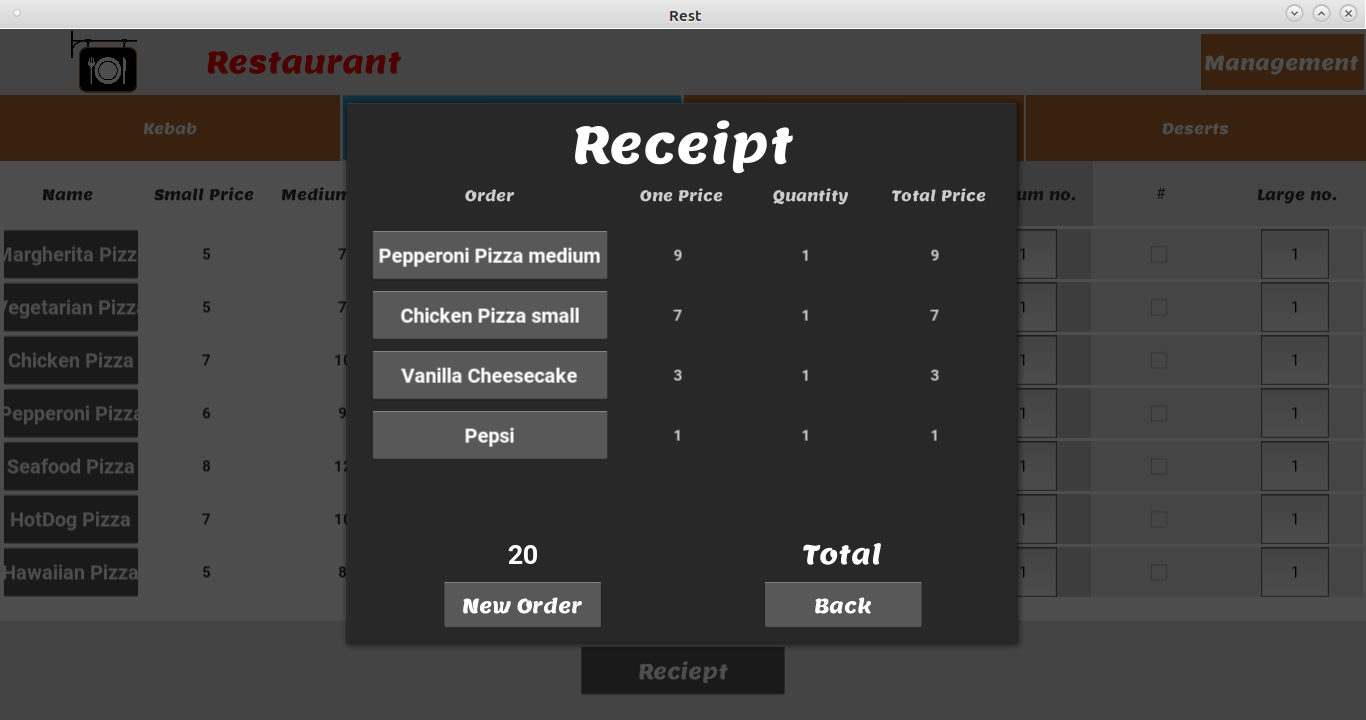 Rest
Restaurant
Management
Kebab
Deserts
Receipt
Name Small Price Medium
Order One Price Quantity Total Price
um no. # Large no.
Margherita Pizz 5 7 1 1
Pepperoni Pizza medium 9 1 9
Vegetarian Pizz 5 7 1 1
Chicken Pizza small 7 1 7
Chicken Pizza 7 10 1 1
Vanilla Cheesecake 3 1 3
Pepperoni Pizza 6 9 1 1
Pepsi 1 1 1
Seafood Pizza 8 12 1 1
HotDog Pizza 7 10 1 1
Hawaiian Pizza 5 8 1 1
20 Total
New Order Back
Reciept